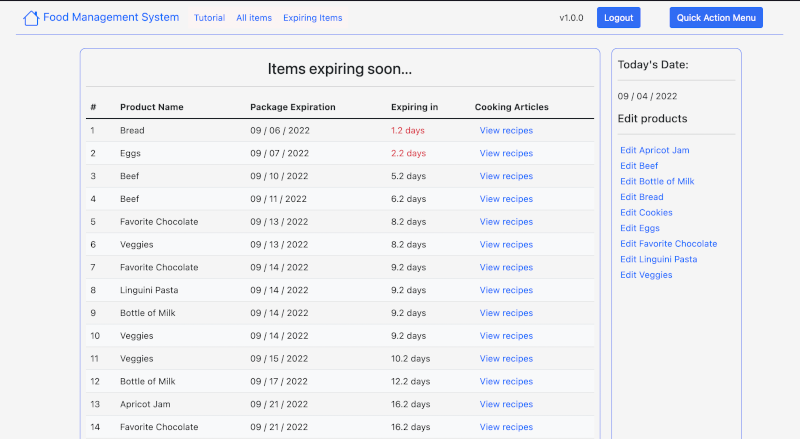 Food Management System Tutorial All items Expiring Items v1.0.0 Logout Quick Action Menu
Items expiring soon...
# Product Name Package Expiration Expiring in Cooking Articles
1 Bread 09 / 06 / 2022 1.2 days View recipes
2 Eggs 09 / 07 / 2022 2.2 days View recipes
3 Beef 09 / 10 / 2022 5.2 days View recipes
4 Beef 09 / 11 / 2022 6.2 days View recipes
5 Favorite Chocolate 09 / 13 / 2022 8.2 days View recipes
6 Veggies 09 / 13 / 2022 8.2 days View recipes
7 Favorite Chocolate 09 / 14 / 2022 9.2 days View recipes
8 Linguini Pasta 09 / 14 / 2022 9.2 days View recipes
9 Bottle of Milk 09 / 14 / 2022 9.2 days View recipes
10 Veggies 09 / 14 / 2022 9.2 days View recipes
11 Veggies 09 / 15 / 2022 10.2 days View recipes
12 Bottle of Milk 09 / 17 / 2022 12.2 days View recipes
13 Apricot Jam 09 / 21 / 2022 16.2 days View recipes
14 Favorite Chocolate 09 / 21 / 2022 16.2 days View recipes
Today's Date:
09 / 04 / 2022
Edit products
Edit Apricot Jam
Edit Beef
Edit Bottle of Milk
Edit Bread
Edit Cookies
Edit Eggs
Edit Favorite Chocolate
Edit Linguini Pasta
Edit Veggies